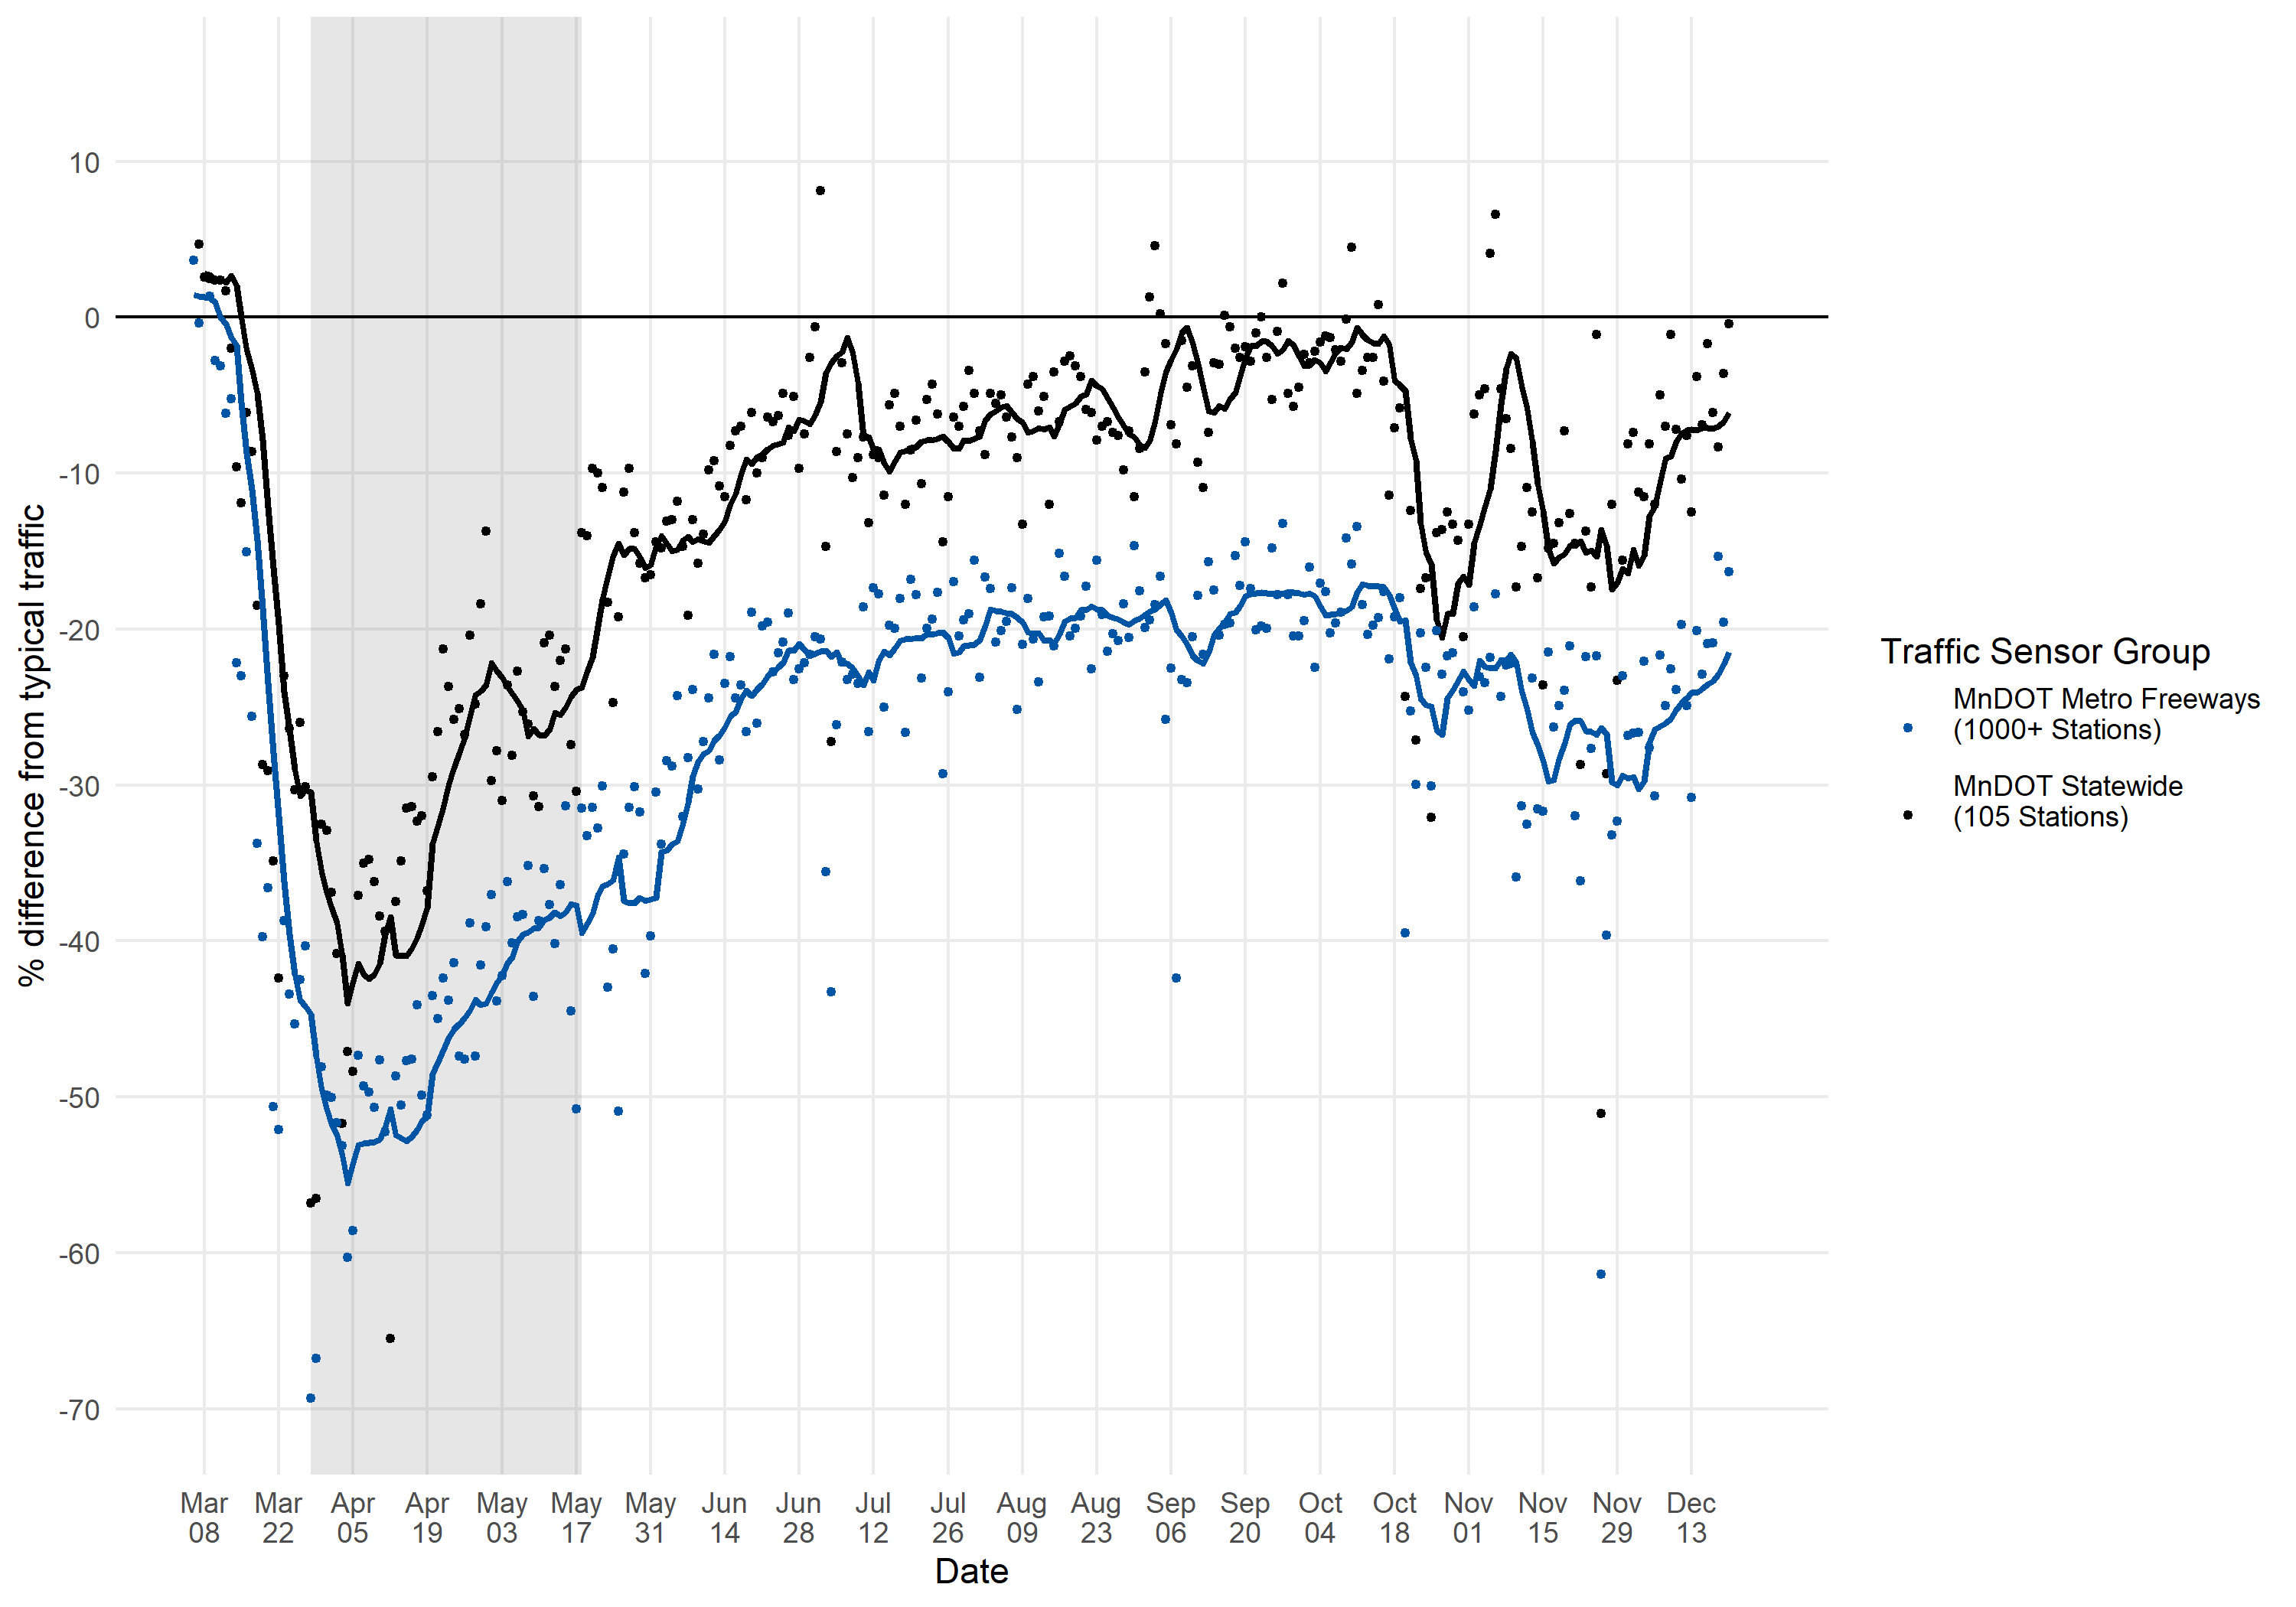 % difference from typical traffic
10
0
-10
-20
-30
-40
-50
-60
-70
Mar Mar Apr Apr May May May Jun Jun Jul Jul Aug Aug Sep Sep Oct Oct Nov Nov Nov Dec
08 22 05 19 03 17 31 14 28 12 26 09 23 06 20 04 18 01 15 29 13
Date
Traffic Sensor Group
MnDOT Metro Freeways
(1000+ Stations)
MnDOT Statewide
(105 Stations)